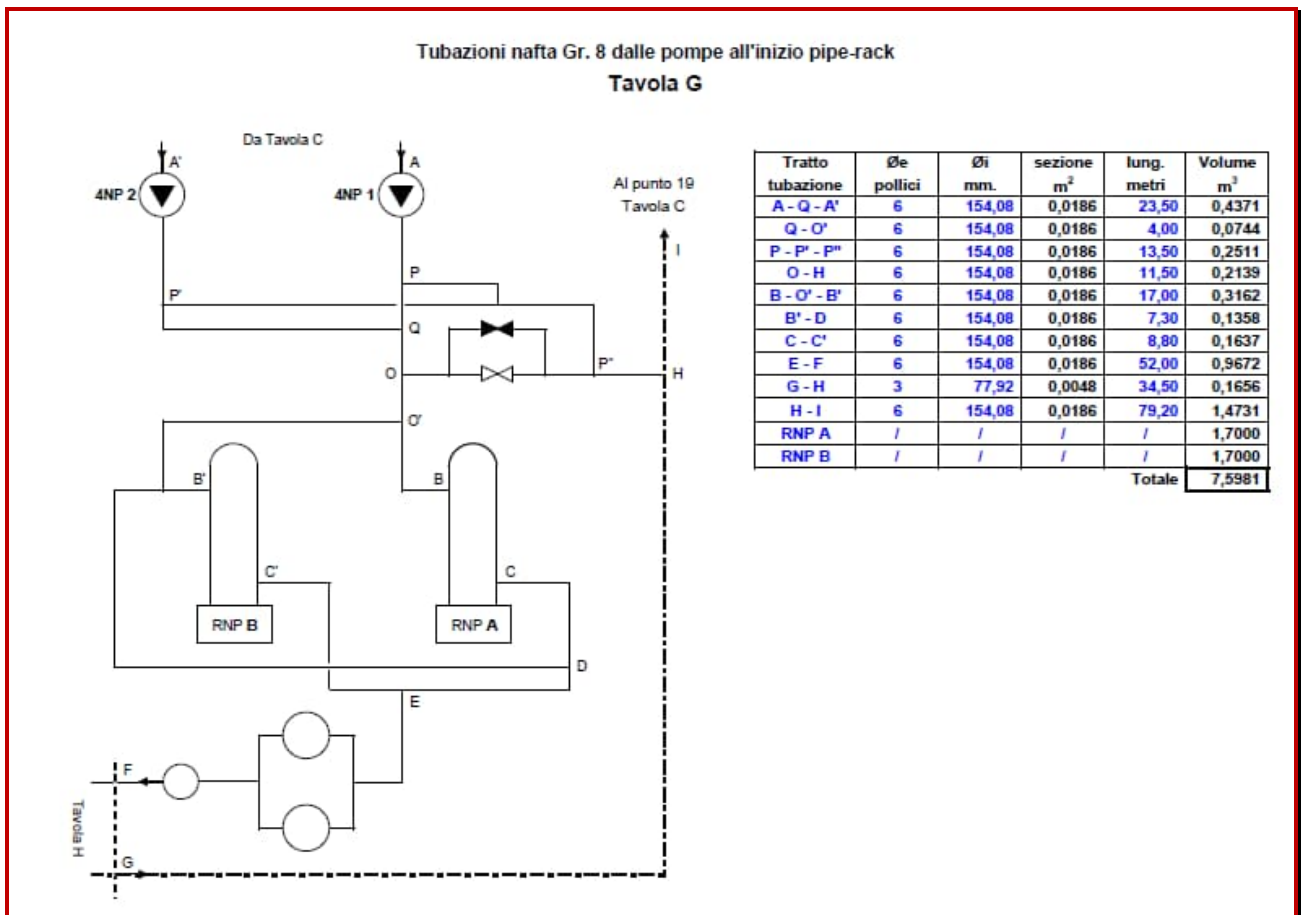 Tubazioni nafta Gr. 8 dalle pompe all'inizio pipe-rack
Tavola G
Da Tavola C
A'
A
4NP 2
4NP 1
Al punto 19
Tavola C
I
P
P'
Q
O
P"
H
O'
B'
B
C'
C
RNP B
RNP A
D
E
F
Tavola H
G
Tratto tubazione Øe pollici Øi mm. sezione m² lung. metri Volume m³
A - Q - A' 6 154,08 0,0186 23,50 0,4371
Q - O' 6 154,08 0,0186 4,00 0,0744
P - P' - P" 6 154,08 0,0186 13,50 0,2511
O - H 6 154,08 0,0186 11,50 0,2139
B - O' - B' 6 154,08 0,0186 17,00 0,3162
B' - D 6 154,08 0,0186 7,30 0,1358
C - C' 6 154,08 0,0186 8,80 0,1637
E - F 6 154,08 0,0186 52,00 0,9672
G - H 3 77,92 0,0048 34,50 0,1656
H - I 6 154,08 0,0186 79,20 1,4731
RNP A / / / / 1,7000
RNP B / / / / 1,7000
Totale 7,5981